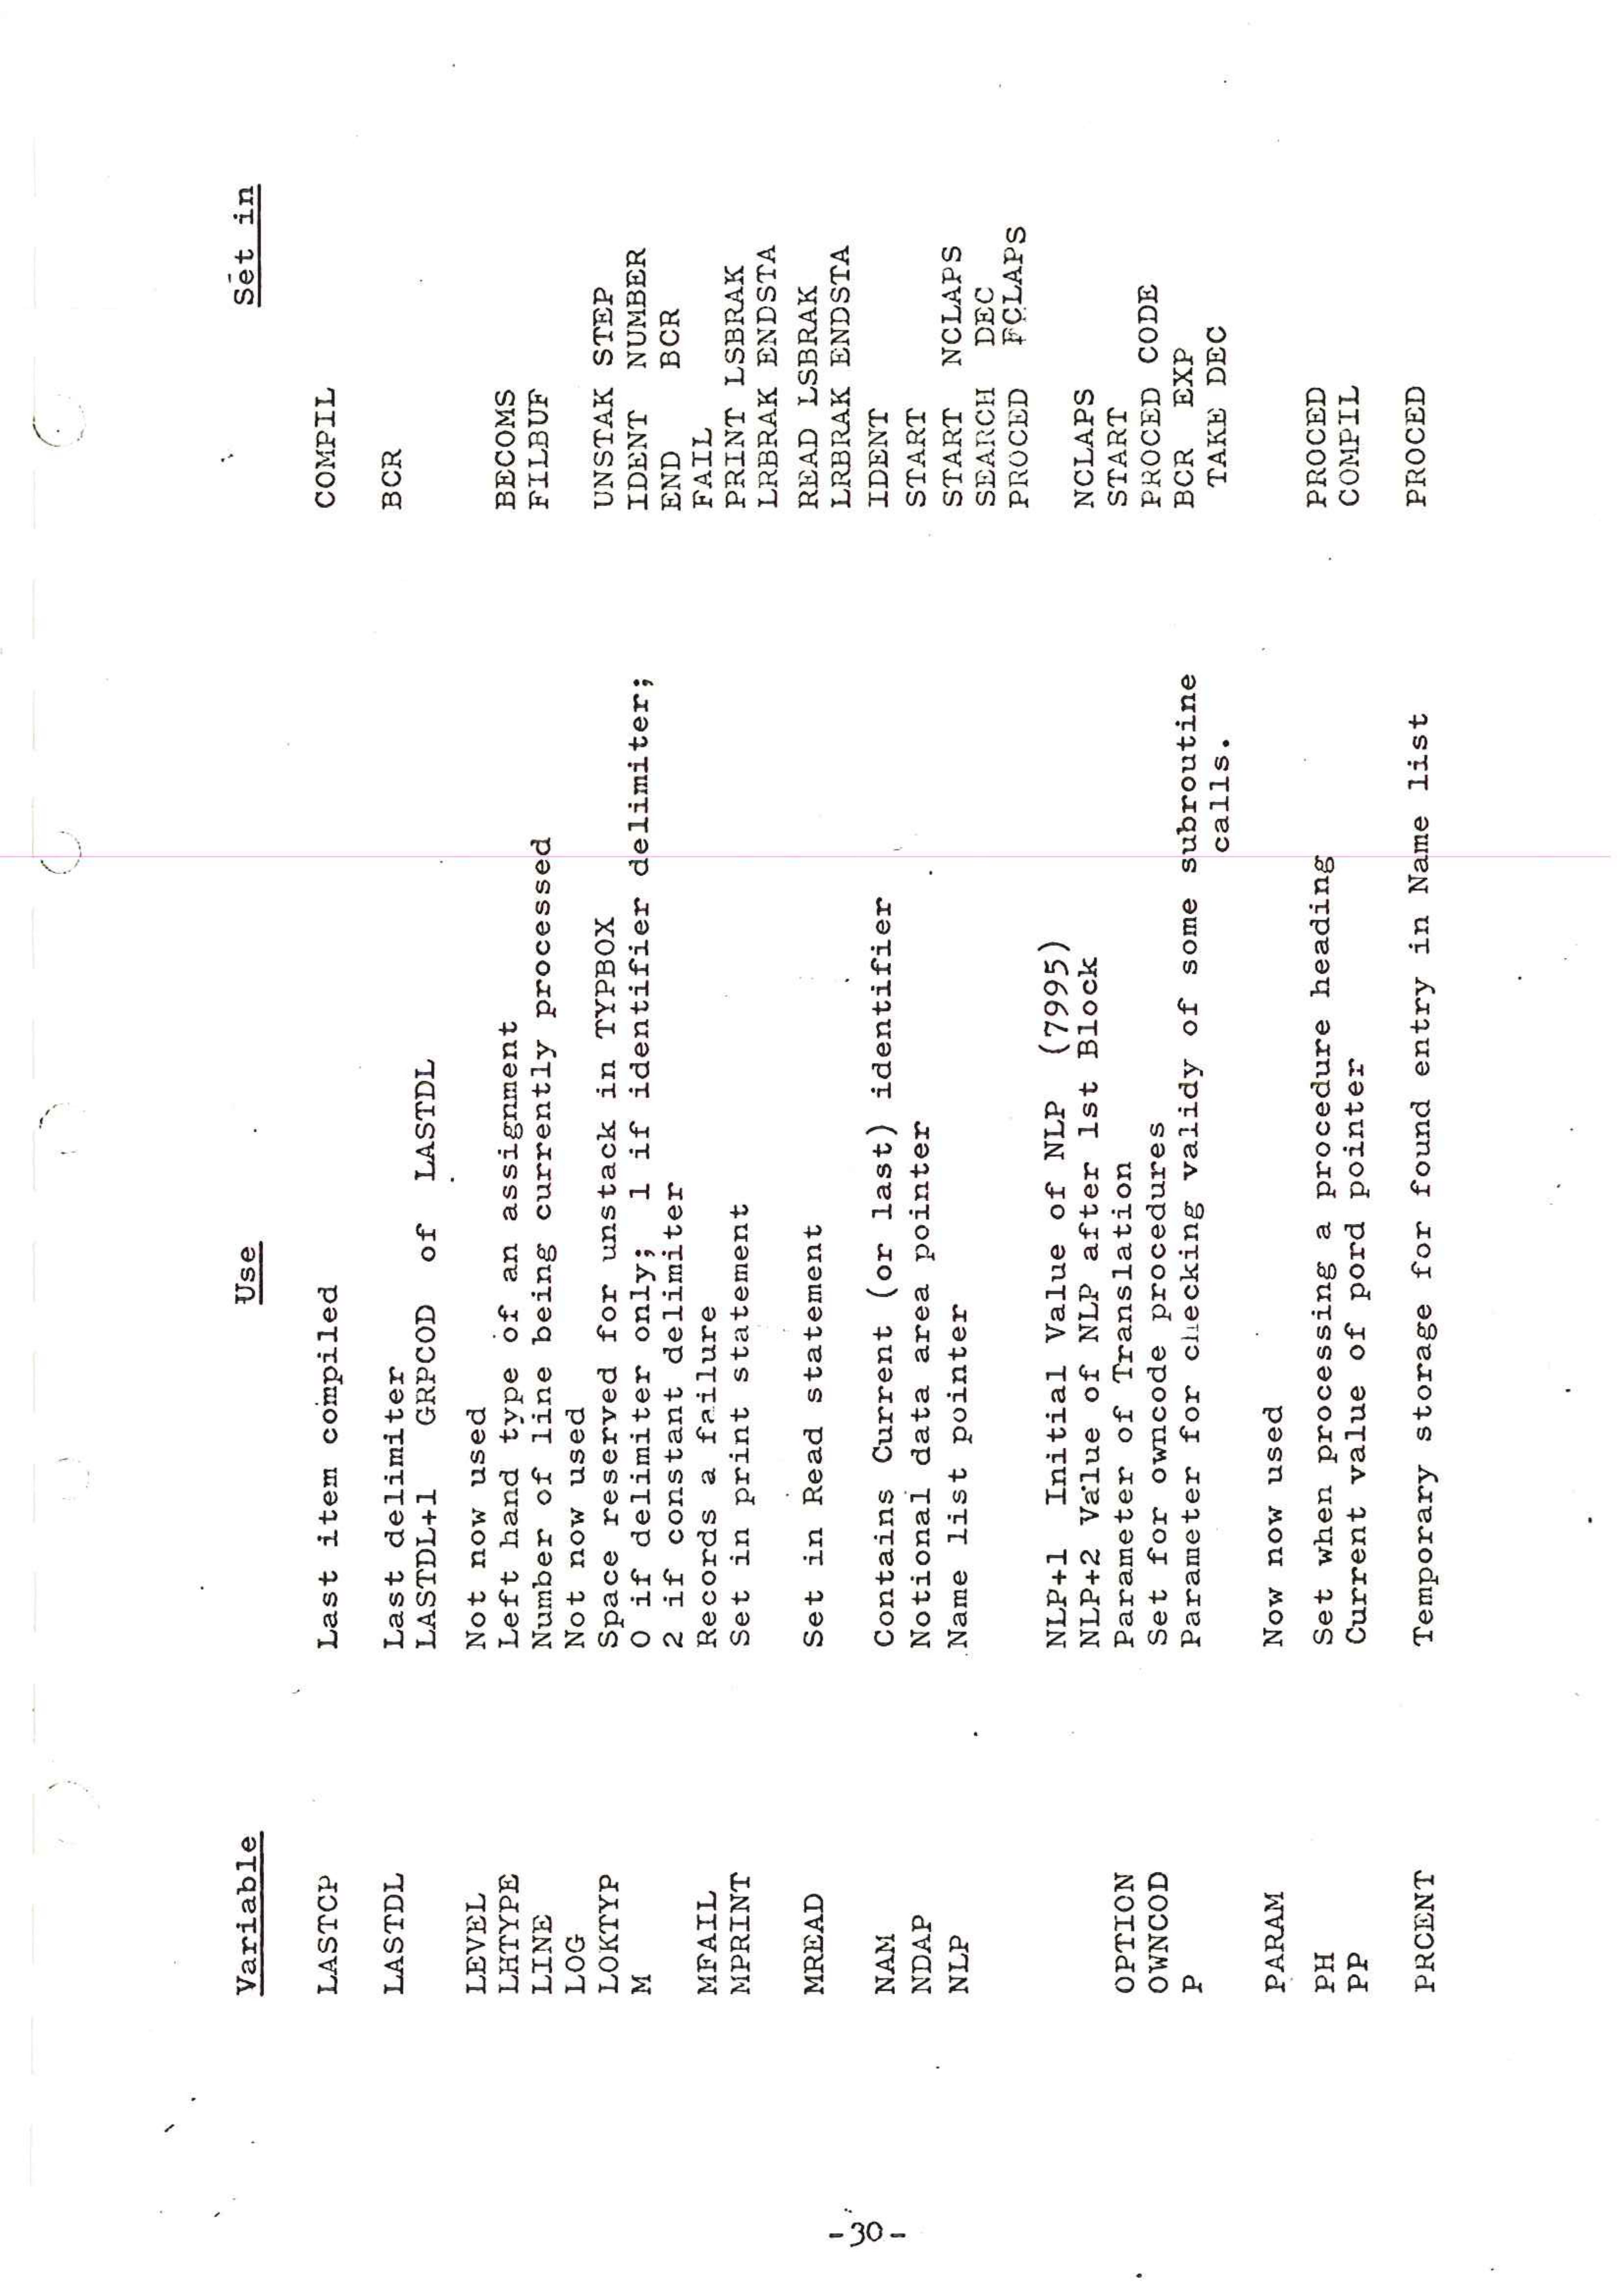 Variable Use Set in
LASTCP Last item compiled COMPIL
LASTDL Last delimiter BCR
LASTDL+1 GRPCOD of LASTDL
LEVEL Not now used
LHTYPE Left hand type of an assignment BECOMS
LINE Number of line being currently processed FILBUF
LOG Not now used
LOKTYP Space reserved for unstack in TYPBOX UNSTAK STEP
M 0 if delimiter only; 1 if identifier delimiter; IDENT NUMBER
2 if constant delimiter END BCR
MFAIL Records a failure FAIL
MPRINT Set in print statement PRINT LSBRAK
LRBRAK ENDSTA
MREAD Set in Read statement READ LSBRAK
LRBRAK ENDSTA
NAM Contains Current (or last) identifier IDENT
NDAP Notional data area pointer START
NLP Name list pointer START NCLAPS
SEARCH DEC
PROCED FCLAPS
NLP+1 Initial Value of NLP (7995)
NLP+2 Value of NLP after 1st Block NCLAPS
OPTION Parameter of Translation START
OWNCOD Set for owncode procedures PROCED CODE
P Parameter for checking validy of some subroutine BCR EXP
calls. TAKE DEC
PARAM Now now used
PH Set when processing a procedure heading PROCED
PP Current value of pord pointer COMPIL
PRCENT Temporary storage for found entry in Name list PROCED
-30-